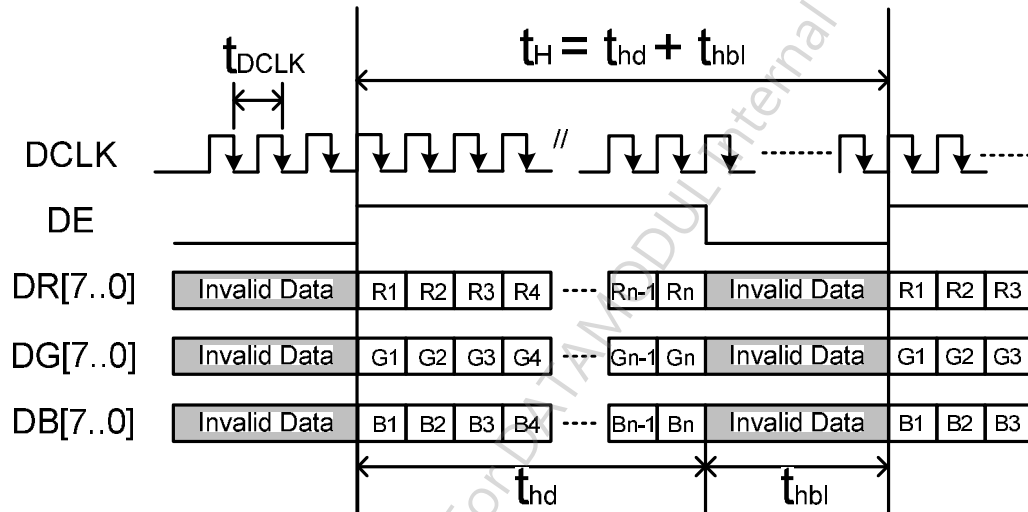 tDCLK
tH = thd + thbl
DCLK //
DE
DR[7..0] Invalid Data R1 R2 R3 R4 Rn-1 Rn Invalid Data R1 R2 R3
DG[7..0] Invalid Data G1 G2 G3 G4 Gn-1 Gn Invalid Data G1 G2 G3
DB[7..0] Invalid Data B1 B2 B3 B4 Bn-1 Bn Invalid Data B1 B2 B3
thd thbl
For DATAMODUL Internal